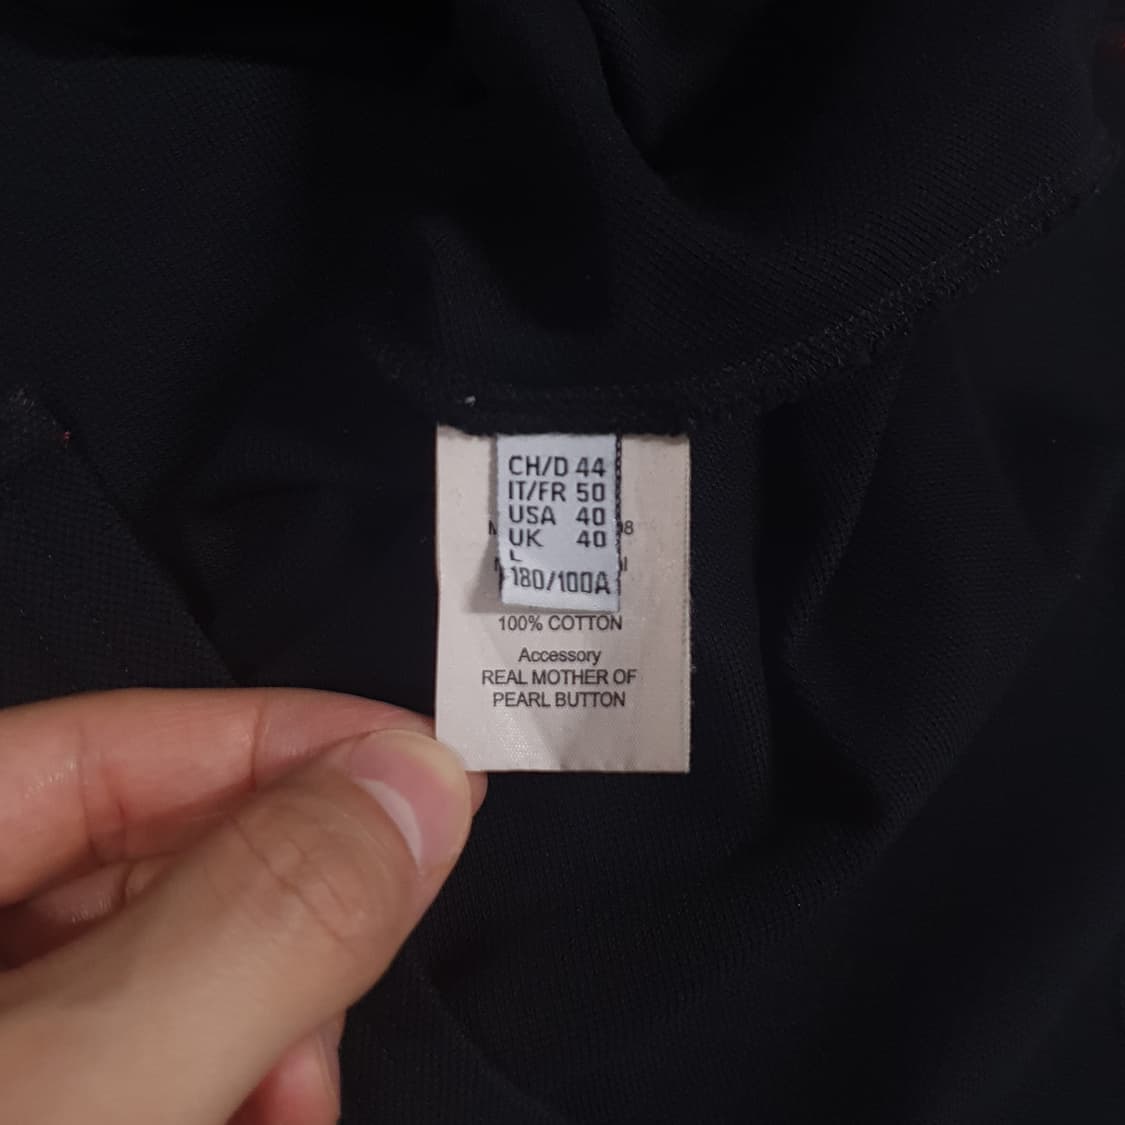 CH/D 44
IT/FR 50
USA 40
UK 40
L
180/100A
100% COTTON
Accessory
REAL MOTHER OF
PEARL BUTTON